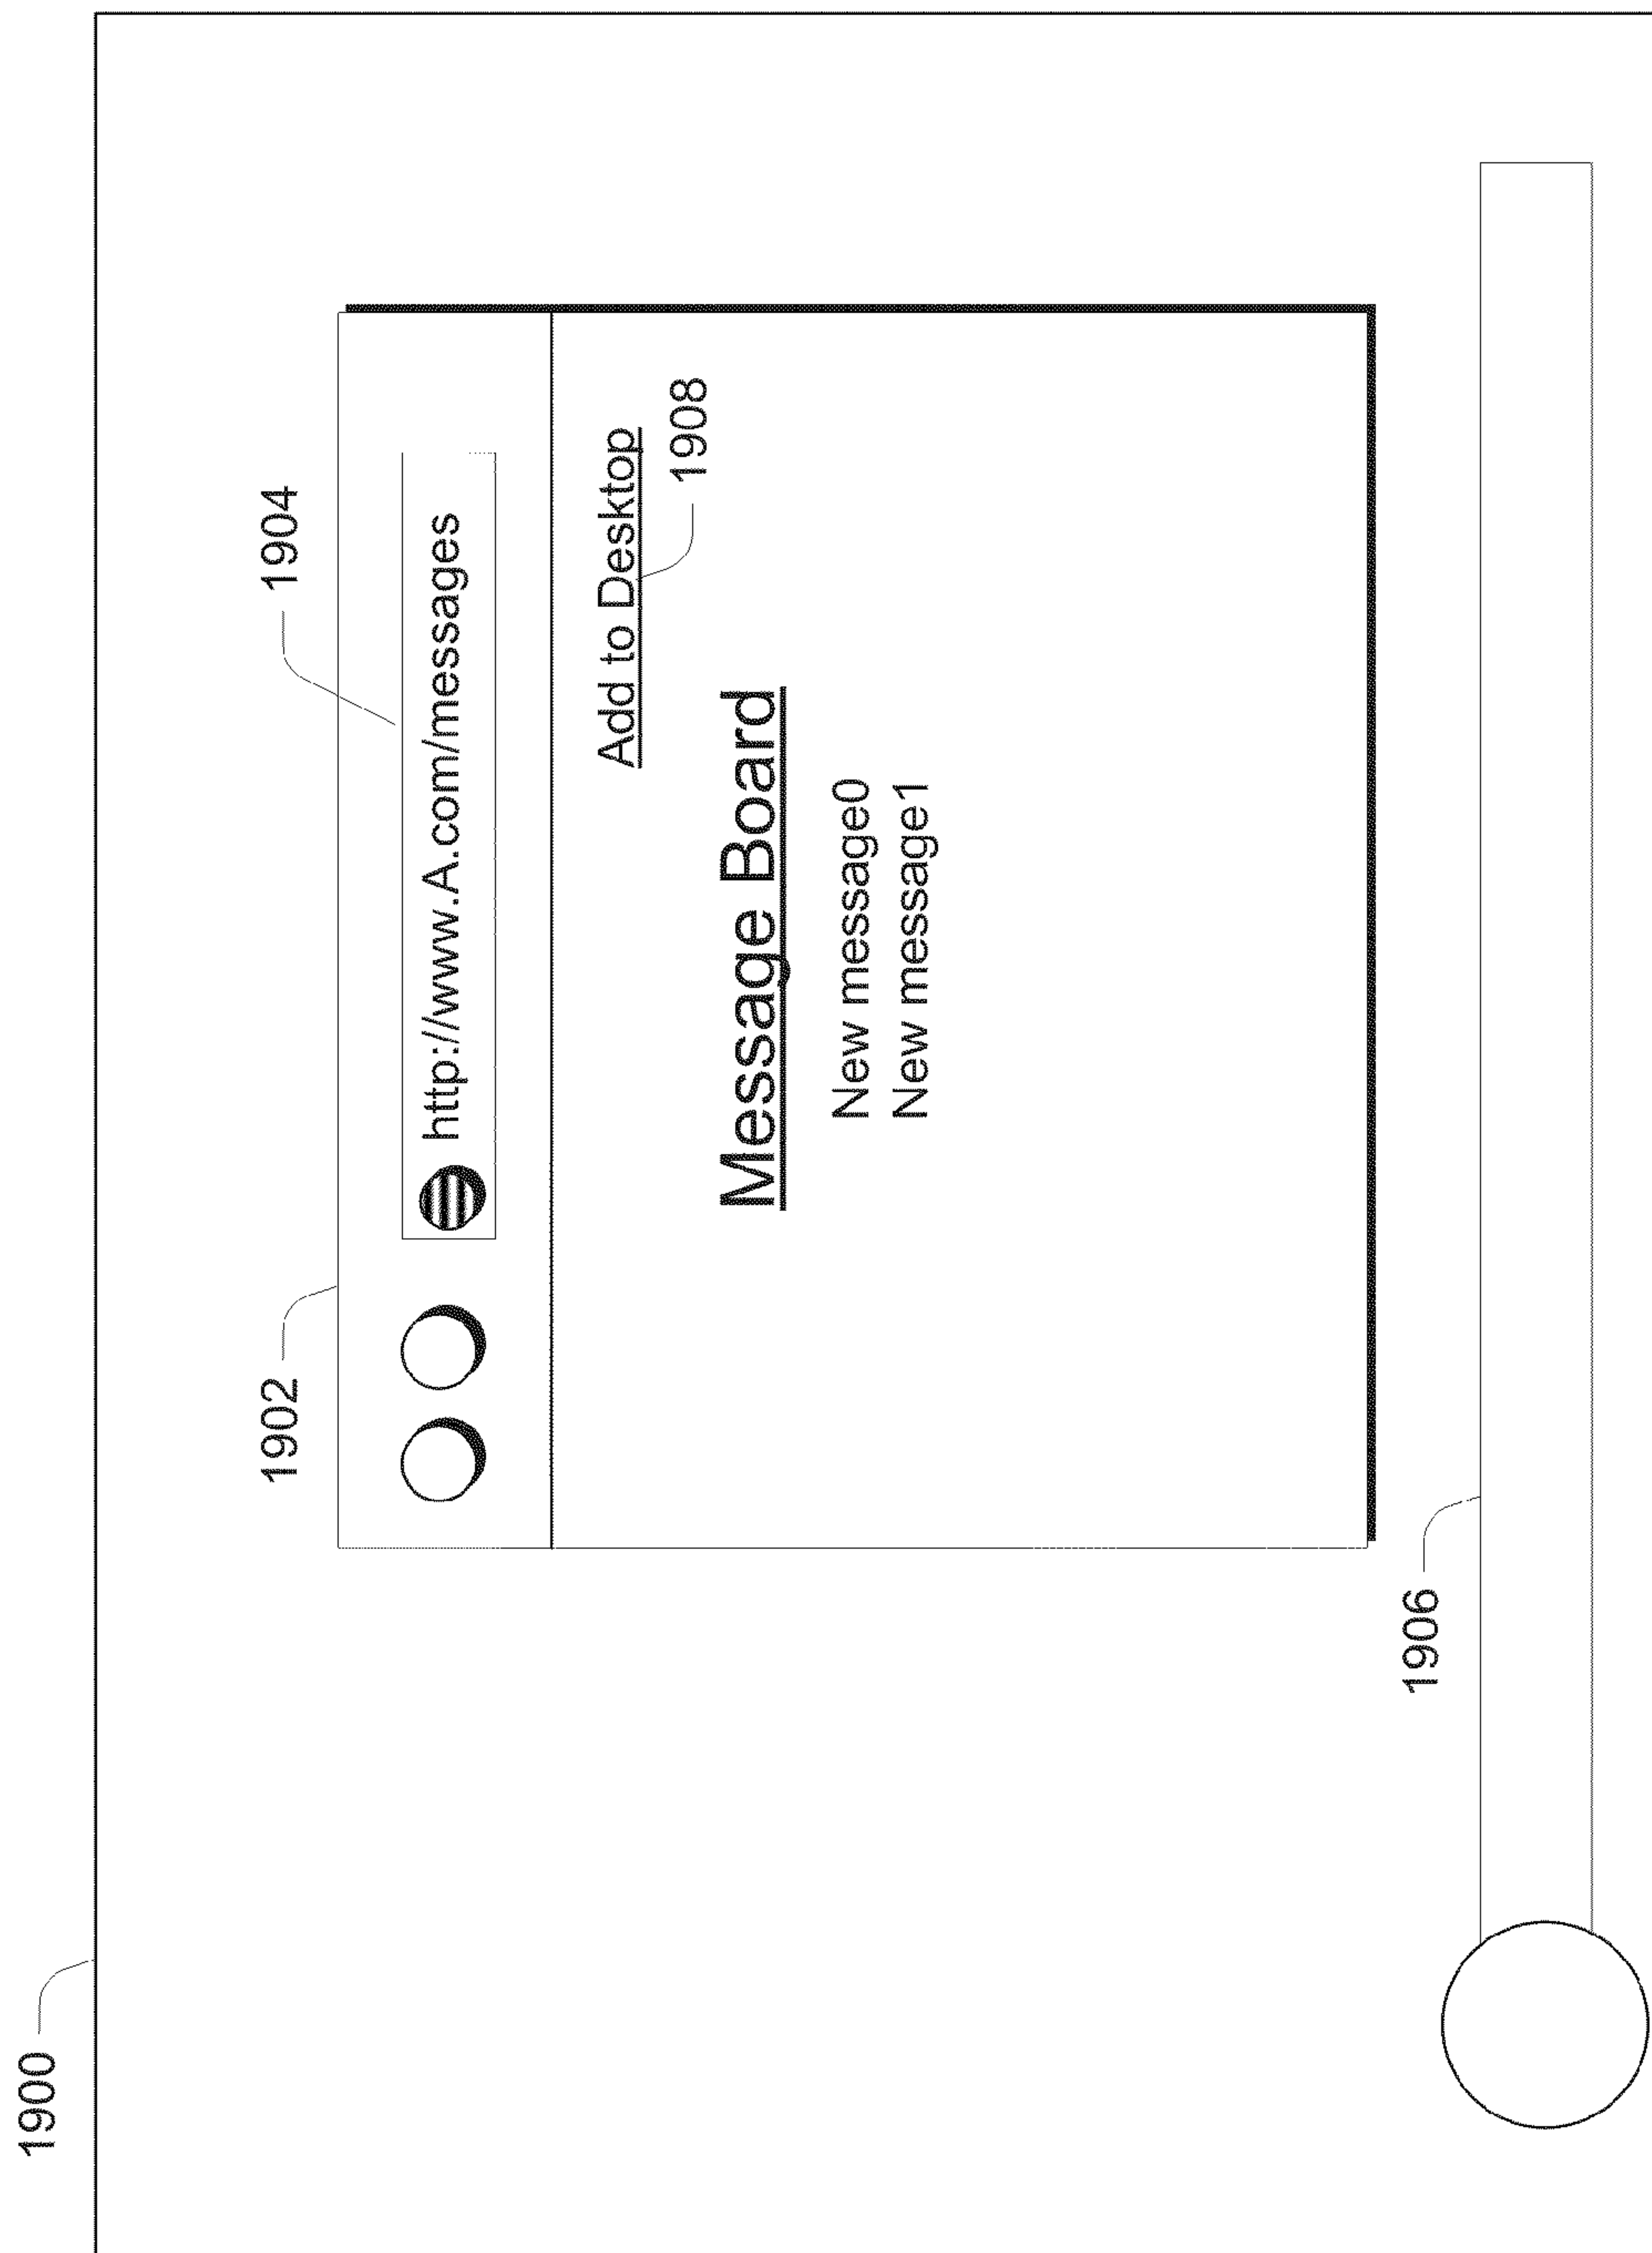 1900
1902
1904
http://www.A.com/messages
Add to Desktop
1908
Message Board
New message0
New message1
1906